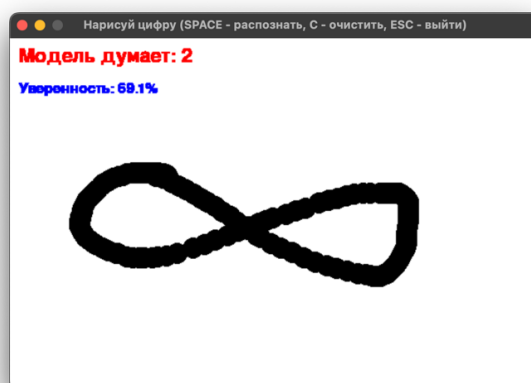 Нарисуй цифру (SPACE - распознать, C - очистить, ESC - выйти)
Модель думает: 2
Уверенность: 69.1%